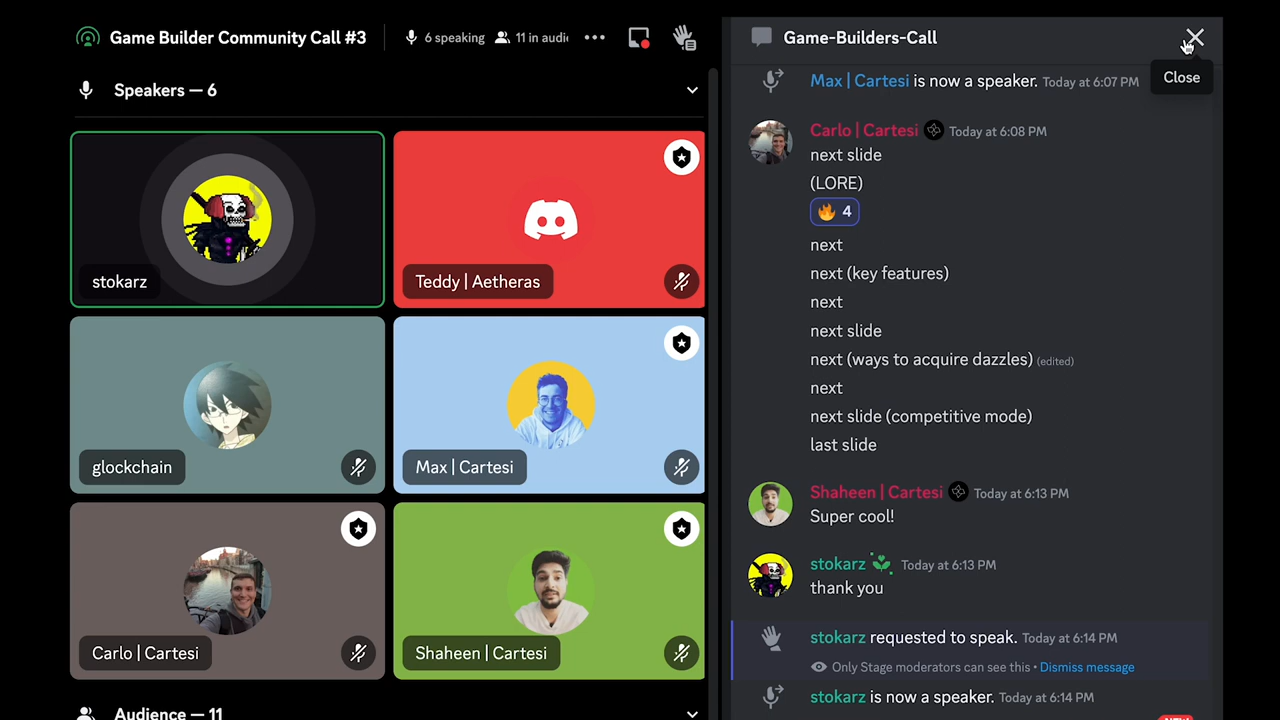 Game Builder Community Call #3
6 speaking
11 in audi
Speakers — 6
stokarz
Teddy | Aetheras
glockchain
Max | Cartesi
Carlo | Cartesi
Shaheen | Cartesi
Audience — 11
Game-Builders-Call
Close
Max | Cartesi is now a speaker. Today at 6:07 PM
Carlo | Cartesi Today at 6:08 PM
next slide
(LORE)
🔥 4
next
next (key features)
next
next slide
next (ways to acquire dazzles) (edited)
next
next slide (competitive mode)
last slide
Shaheen | Cartesi Today at 6:13 PM
Super cool!
stokarz Today at 6:13 PM
thank you
stokarz requested to speak. Today at 6:14 PM
Only Stage moderators can see this • Dismiss message
stokarz is now a speaker. Today at 6:14 PM
NEW